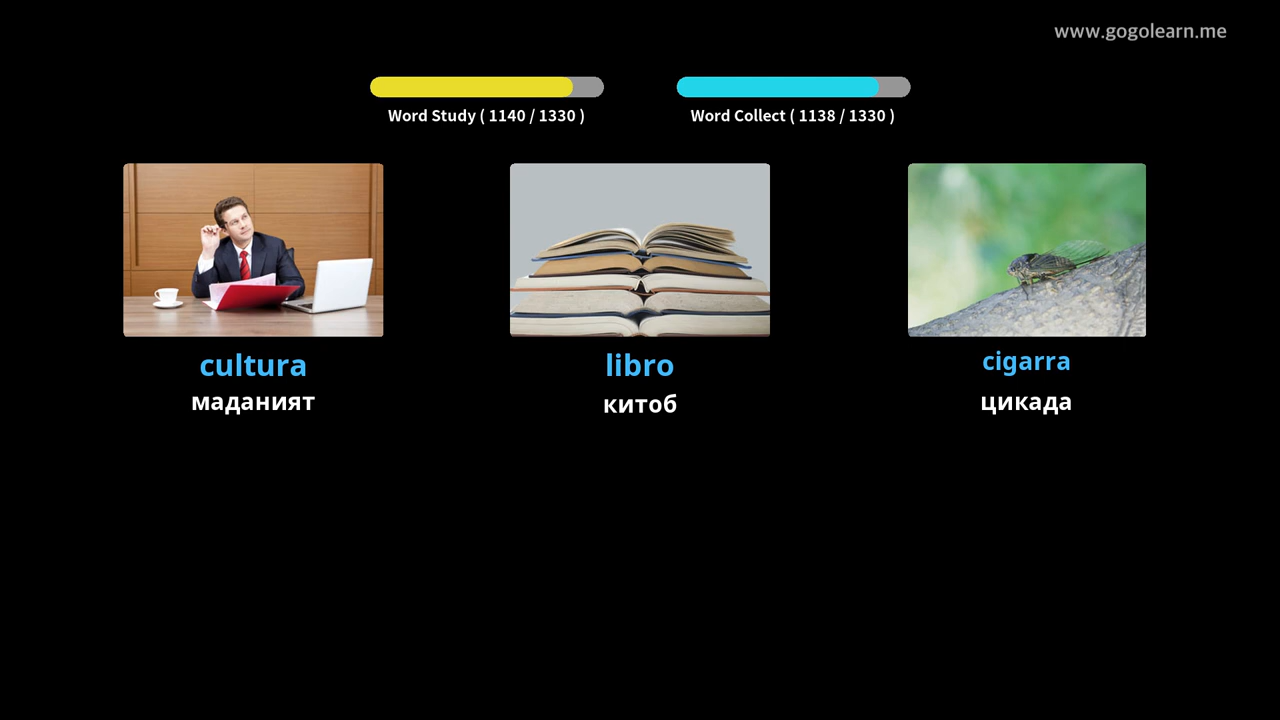 www.gogolearn.me
Word Study ( 1140 / 1330 )
Word Collect ( 1138 / 1330 )
cultura
маданият
libro
китоб
cigarra
цикада